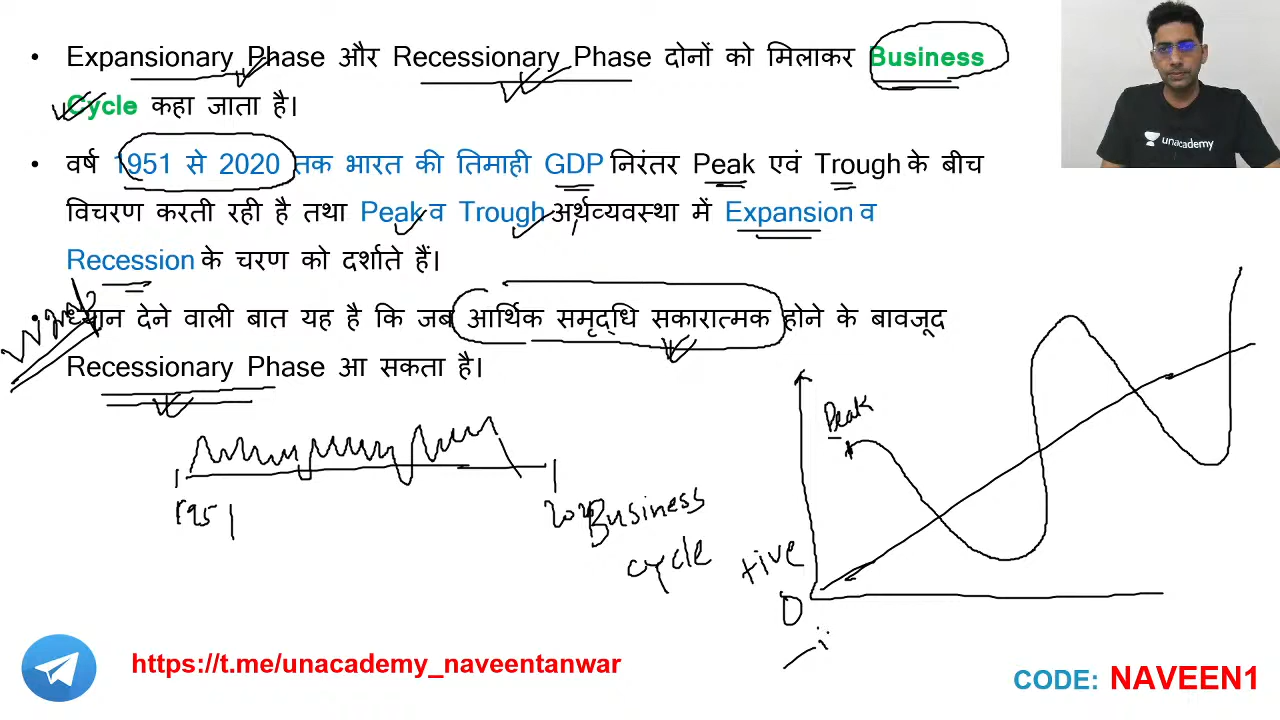 • Expansionary Phase और Recessionary Phase दोनों को मिलाकर Business
Cycle कहा जाता है।
• वर्ष 1951 से 2020 तक भारत की तिमाही GDP निरंतर Peak एवं Trough के बीच
विचरण करती रही है तथा Peak व Trough अर्थव्यवस्था में Expansion व
Recession के चरण को दर्शाते हैं।
• ध्यान देने वाली बात यह है कि जब आर्थिक समृद्धि सकारात्मक होने के बावजूद
Recessionary Phase आ सकता है।
unacademy
Peak
1951
Business
cycle
+ive
0
https://t.me/unacademy_naveentanwar
CODE: NAVEEN1